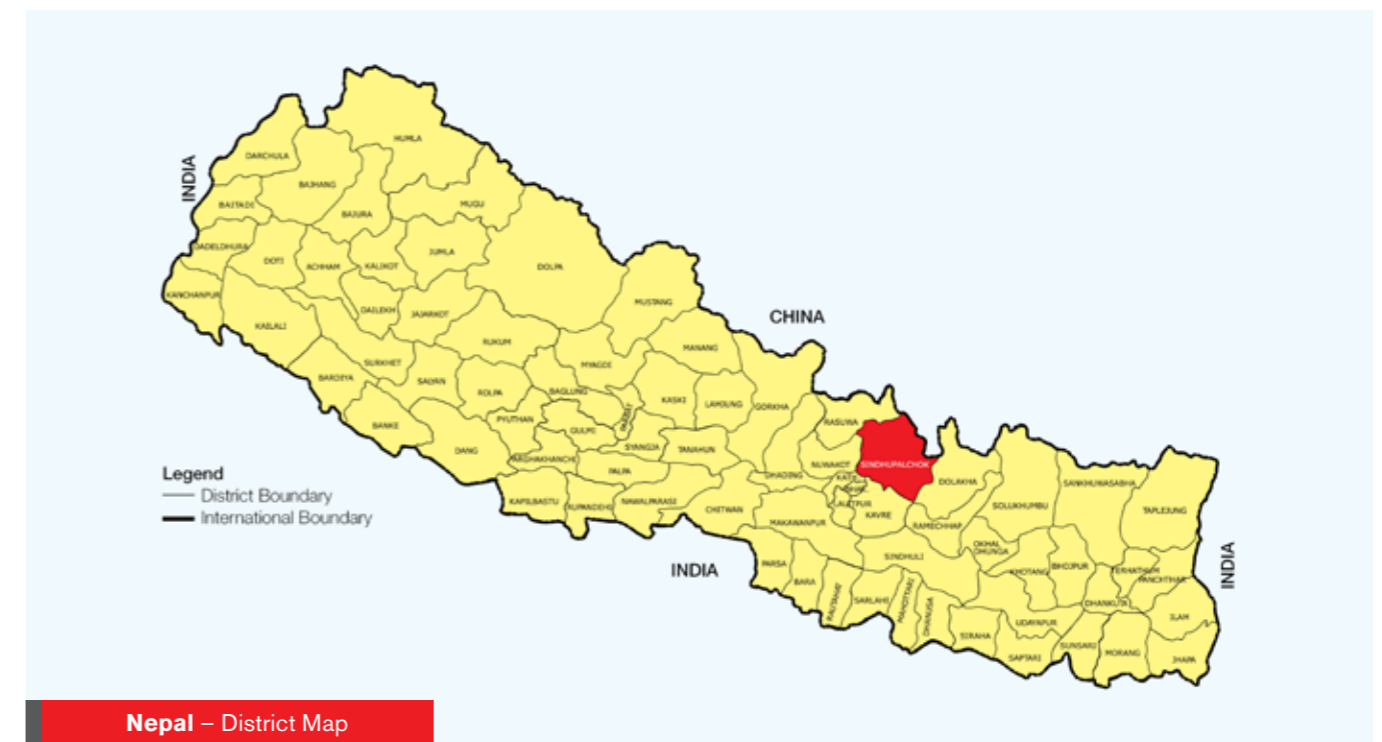 HUMLA
DARCHULA
BAJHANG
BAITADI
BAJURA
MUGU
DADELDHURA
DOTI
ACHHAM
KALIKOT
JUMLA
DOLPA
KANCHANPUR
KAILALI
DAILEKH
JAJARKOT
MUSTANG
CHINA
INDIA
RUKUM
MANANG
SURKHET
MYAGDI
BARDIYA
SALYAN
ROLPA
BAGLUNG
KASKI
LAMJUNG
GORKHA
PARBAT
PYUTHAN
GULMI
RASUWA
BANKE
DANG
SYANGJA
TANAHUN
ARGHAKHANCHI
PALPA
DHADING
NUWAKOT
SINDHUPALCHOK
DOLAKHA
SANKHUWASABHA
KAPILBASTU
RUPANDEHI
NAWALPARASI
CHITWAN
LALITPUR
KAVRE
SOLUKHUMBU
TAPLEJUNG
MAKAWANPUR
RAMECHHAP
SINDHULI
OKHAL
DHUNGA
INDIA
PARSA
BARA
KHOTANG
BHOJPUR
TERHATHUM
PANCHTHAR
INDIA
RAUTAHAT
SARLAHI
MAHOTTARI
DHANUSA
DHANKUTA
ILAM
SIRAHA
UDAYAPUR
SAPTARI
SUNSARI
MORANG
JHAPA
Legend
District Boundary
International Boundary
Nepal – District Map